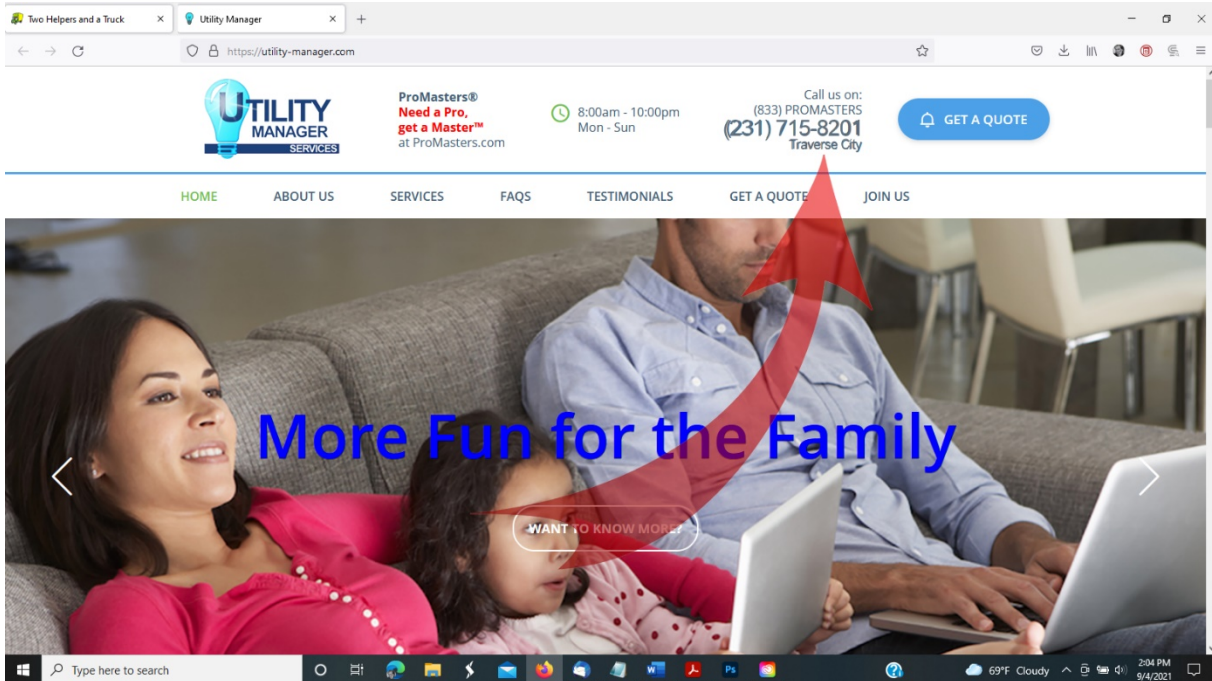 Two Helpers and a Truck
Utility Manager
https://utility-manager.com
UTILITY
MANAGER
SERVICES
ProMasters®
Need a Pro,
get a Master™
at ProMasters.com
8:00am - 10:00pm
Mon - Sun
Call us on:
(833) PROMASTERS
(231) 715-8201
Traverse City
GET A QUOTE
HOME ABOUT US SERVICES FAQS TESTIMONIALS GET A QUOTE JOIN US
More Fun for the Family
WANT TO KNOW MORE?
Type here to search
Ps
69°F Cloudy
2:04 PM
9/4/2021